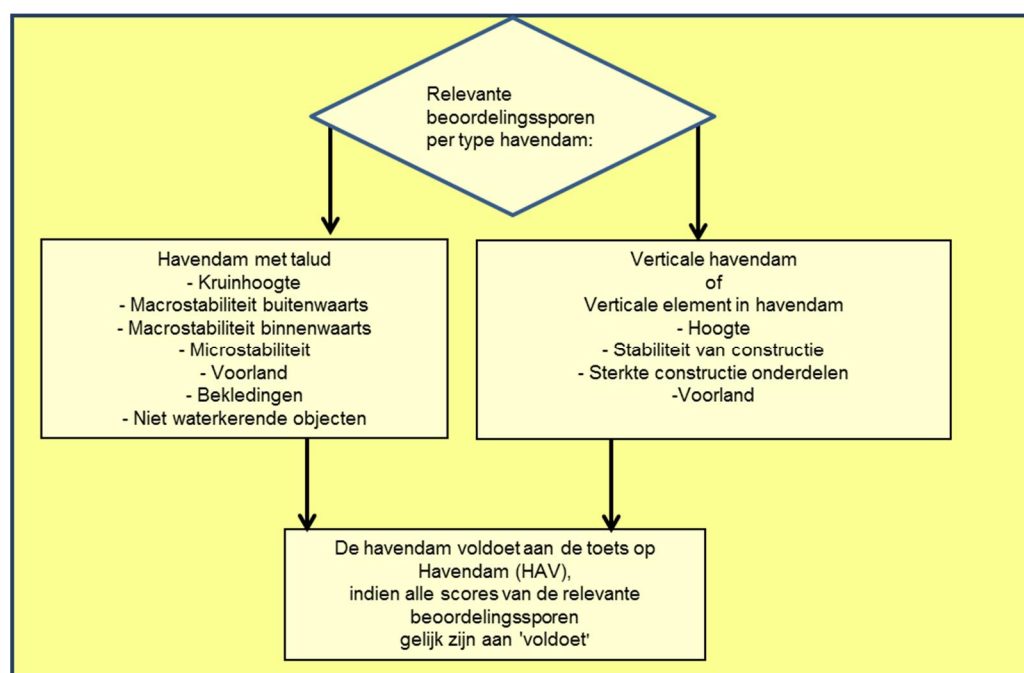 Relevante
beoordelingssporen
per type havendam:
Havendam met talud
- Kruinhoogte
- Macrostabiliteit buitenwaarts
- Macrostabiliteit binnenwaarts
- Microstabiliteit
- Voorland
- Bekledingen
- Niet waterkerende objecten
Verticale havendam
of
Verticale element in havendam
- Hoogte
- Stabiliteit van constructie
- Sterkte constructie onderdelen
-Voorland
De havendam voldoet aan de toets op
Havendam (HAV),
indien alle scores van de relevante
beoordelingssporen
gelijk zijn aan 'voldoet'